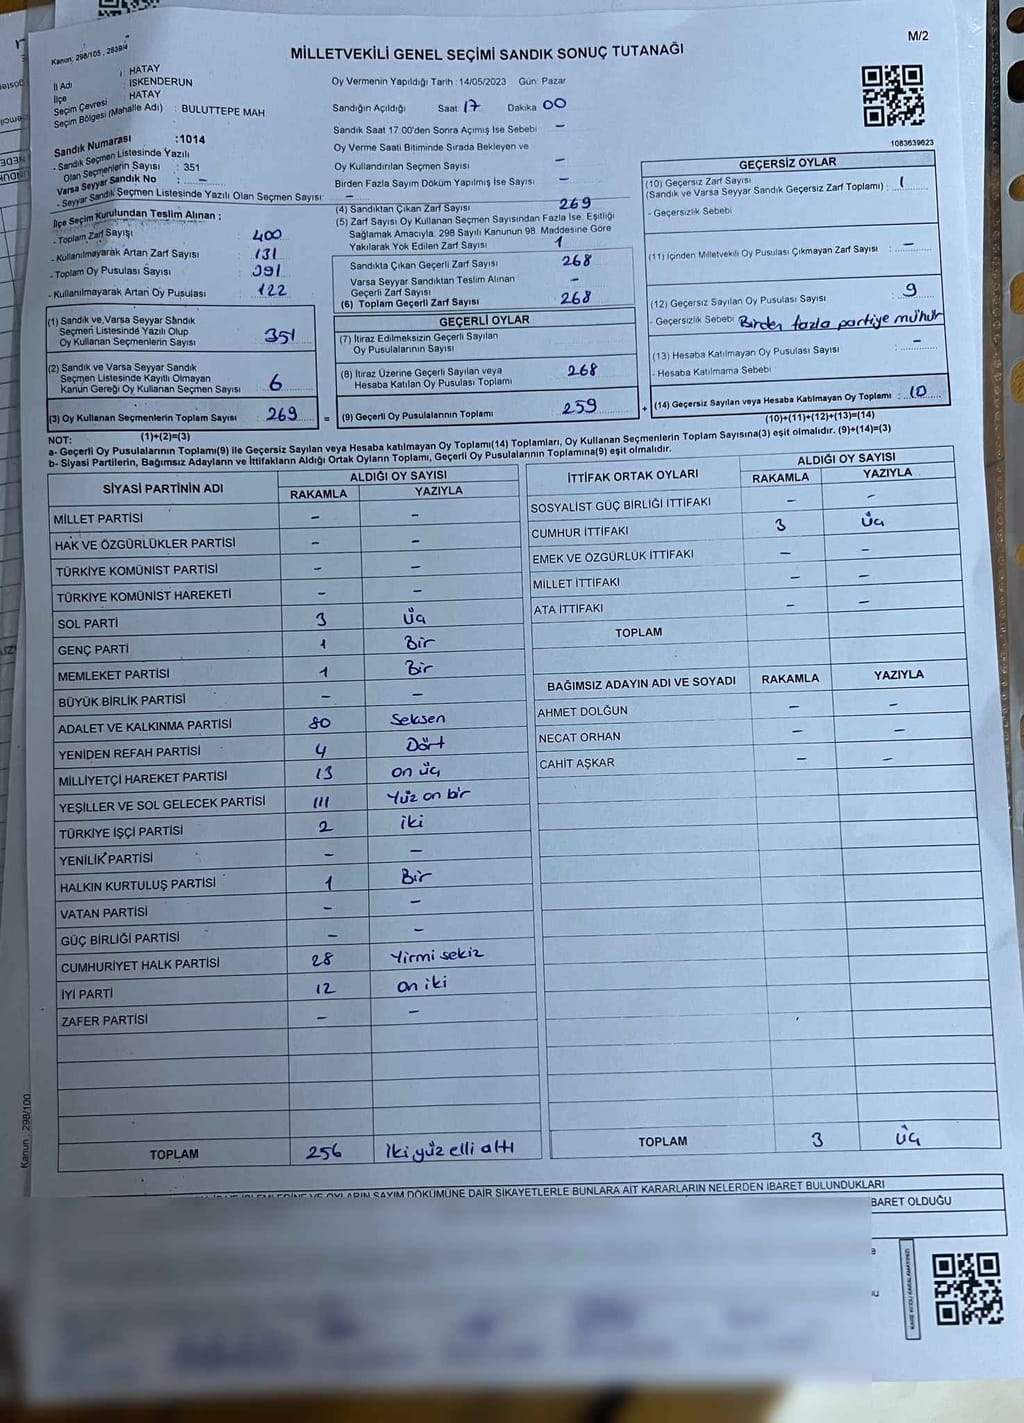 Kanun: 298/105, 2839/4
M/2
MİLLETVEKİLİ GENEL SEÇİMİ SANDIK SONUÇ TUTANAĞI
İl Adı : HATAY
İlçe : İSKENDERUN
Seçim Çevresi : HATAY
Seçim Bölgesi (Mahalle Adı) : BULUTTEPE MAH
Sandık Numarası :1014
- Sandık Seçmen Listesinde Yazılı
Olan Seçmenlerin Sayısı : 351
Varsa Seyyar Sandık No : –
- Seyyar Sandık Seçmen Listesinde Yazılı Olan Seçmen Sayısı: –
Oy Vermenin Yapıldığı Tarih : 14/05/2023 Gün: Pazar
Sandığın Açıldığı Saat: 17 Dakika 00
Sandık Saat 17.00'den Sonra Açımış İse Sebebi –
Oy Verme Saati Bitiminde Sırada Bekleyen ve
Oy Kullandırılan Seçmen Sayısı –
Birden Fazla Sayım Döküm Yapılmış İse Sayısı –
1083639623
İlçe Seçim Kurulundan Teslim Alınan ;
- Toplam Zarf Sayışı : 400
- Kullanılmayarak Artan Zarf Sayısı : 131
- Toplam Oy Pusulası Sayısı : 391
- Kullanılmayarak Artan Oy Pusulası : 122
(1) Sandık ve Varsa Seyyar Sandık
Seçmen Listesinde Yazılı Olup
Oy Kullanan Seçmenlerin Sayısı : 351
(2) Sandık ve Varsa Seyyar Sandık
Seçmen Listesinde Kayıtlı Olmayan
Kanun Gereği Oy Kullanan Seçmen Sayısı : 6
(3) Oy Kullanan Seçmenlerin Toplam Sayısı : 269
(1)+(2)=(3)
(4) Sandıktan Çıkan Zarf Sayısı 269
(5) Zarf Sayısı Oy Kullanan Seçmen Sayısından Fazla İse, Eşitliği
Sağlamak Amacıyla, 298 Sayılı Kanunun 98. Maddesine Göre
Yakılarak Yok Edilen Zarf Sayısı 1
Sandıkta Çıkan Geçerli Zarf Sayısı 268
Varsa Seyyar Sandıktan Teslim Alınan
Geçerli Zarf Sayısı –
(6) Toplam Geçerli Zarf Sayısı 268
GEÇERLİ OYLAR
(7) İtiraz Edilmeksizin Geçerli Sayılan
Oy Pusulalarının Sayısı
(8) İtiraz Üzerine Geçerli Sayılan veya
Hesaba Katılan Oy Pusulası Toplamı 268
= (9) Geçerli Oy Pusulalarının Toplamı 259
GEÇERSİZ OYLAR
(10) Geçersiz Zarf Sayısı
(Sandık ve Varsa Seyyar Sandık Geçersiz Zarf Toplamı) : 1
- Geçersizlik Sebebi
(11) İçinden Milletvekili Oy Pusulası Çıkmayan Zarf Sayısı : –
(12) Geçersiz Sayılan Oy Pusulası Sayısı : 9
- Geçersizlik Sebebi Birden fazla partiye mühür
(13) Hesaba Katılmayan Oy Pusulası Sayısı : –
- Hesaba Katılmama Sebebi
+ (14) Geçersiz Sayılan veya Hesaba Katılmayan Oy Toplamı : 10
(10)+(11)+(12)+(13)=(14)
NOT:
a- Geçerli Oy Pusulalarının Toplamı(9) ile Geçersiz Sayılan veya Hesaba katılmayan Oy Toplamı(14) Toplamları, Oy Kullanan Seçmenlerin Toplam Sayısına(3) eşit olmalıdır. (9)+(14)=(3)
b- Siyasi Partilerin, Bağımsız Adayların ve İttifakların Aldığı Ortak Oyların Toplamı, Geçerli Oy Pusulalarının Toplamına(9) eşit olmalıdır.
SİYASİ PARTİNİN ADI ALDIĞI OY SAYISI
RAKAMLA YAZIYLA
MİLLET PARTİSİ – –
HAK VE ÖZGÜRLÜKLER PARTİSİ – –
TÜRKİYE KOMÜNİST PARTİSİ – –
TÜRKİYE KOMÜNİST HAREKETİ – –
SOL PARTİ 3 üç
GENÇ PARTİ 1 Bir
MEMLEKET PARTİSİ 1 Bir
BÜYÜK BİRLİK PARTİSİ – –
ADALET VE KALKINMA PARTİSİ 80 Seksen
YENİDEN REFAH PARTİSİ 4 Dört
MİLLİYETÇİ HAREKET PARTİSİ 13 on üç
YEŞİLLER VE SOL GELECEK PARTİSİ 111 Yüz on bir
TÜRKİYE İŞÇİ PARTİSİ 2 iki
YENİLİK PARTİSİ – –
HALKIN KURTULUŞ PARTİSİ 1 Bir
VATAN PARTİSİ – –
GÜÇ BİRLİĞİ PARTİSİ – –
CUMHURİYET HALK PARTİSİ 28 Yirmi sekiz
İYİ PARTİ 12 on iki
ZAFER PARTİSİ – –
TOPLAM 256 iki yüz elli altı
İTTİFAK ORTAK OYLARI ALDIĞI OY SAYISI
RAKAMLA YAZIYLA
SOSYALİST GÜÇ BİRLİĞİ İTTİFAKI – –
CUMHUR İTTİFAKI 3 üç
EMEK VE ÖZGÜRLÜK İTTİFAKI – –
MİLLET İTTİFAKI – –
ATA İTTİFAKI – –
TOPLAM
BAĞIMSIZ ADAYIN ADI VE SOYADI RAKAMLA YAZIYLA
AHMET DOLĞUN – –
NECAT ORHAN – –
CAHİT AŞKAR – –
TOPLAM 3 üç
Kanun : 298/100
OYLARIN SAYIM DÖKÜMÜNE DAİR ŞİKAYETLERLE BUNLARA AİT KARARLARIN NELERDEN İBARET BULUNDUKLARI
BARET OLDUĞU
KARE KODU KARALAMAYINIZ!